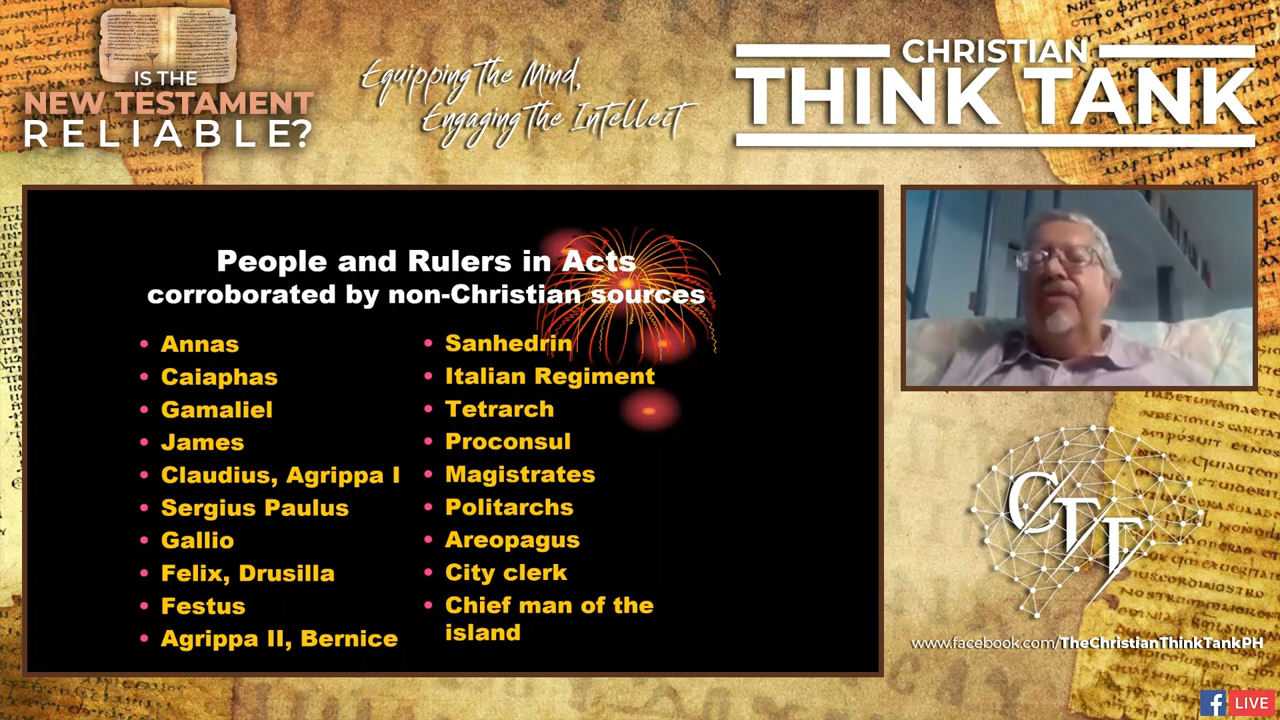 IS THE
NEW TESTAMENT
RELIABLE?
Equipping The Mind,
Engaging The Intellect
CHRISTIAN
THINK TANK
People and Rulers in Acts
corroborated by non-Christian sources
• Annas
• Caiaphas
• Gamaliel
• James
• Claudius, Agrippa I
• Sergius Paulus
• Gallio
• Felix, Drusilla
• Festus
• Agrippa II, Bernice
• Sanhedrin
• Italian Regiment
• Tetrarch
• Proconsul
• Magistrates
• Politarchs
• Areopagus
• City clerk
• Chief man of the
island
CTT
www.facebook.com/TheChristianThinkTankPH
f LIVE